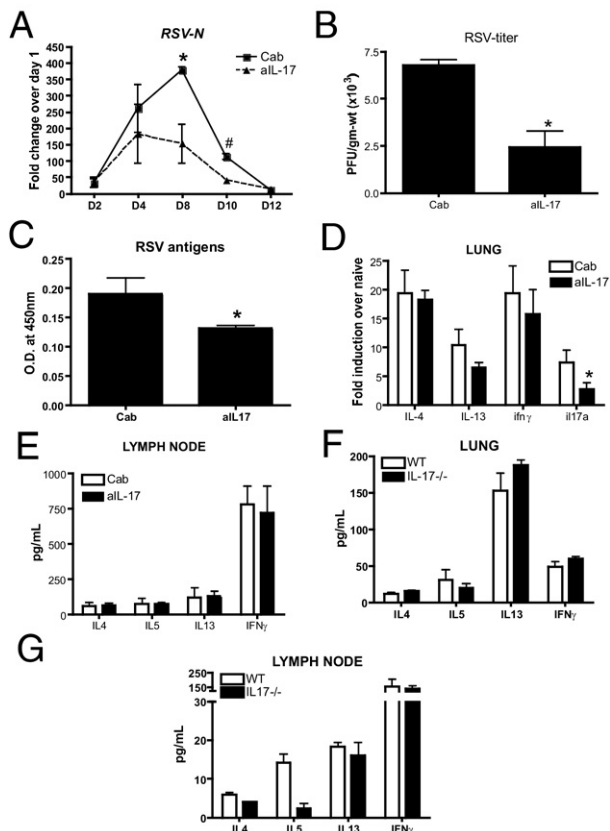 A
RSV-N
Fold change over day 1
400
350
300
250
200
150
100
50
0
*
#
Cab
aIL-17
D2 D4 D8 D10 D12
B
RSV-titer
PFU/gm-wt (x10³)
7.5
5.0
2.5
0.0
*
Cab aIL-17
C
RSV antigens
O.D. at 450nm
0.25
0.20
0.15
0.10
0.05
0.00
*
Cab aIL17
D
LUNG
Fold induction over naive
25
20
15
10
5
0
Cab
aIL-17
*
IL-4 IL-13 ifnγ il17a
E
LYMPH NODE
pg/mL
1000
750
500
250
0
Cab
aIL-17
IL4 IL5 IL13 IFNγ
F
LUNG
pg/mL
200
150
100
50
0
WT
IL-17-/-
IL4 IL5 IL13 IFNγ
G
LYMPH NODE
pg/mL
250
150
30
20
10
0
WT
IL17-/-
IL4 IL5 IL13 IFNγ